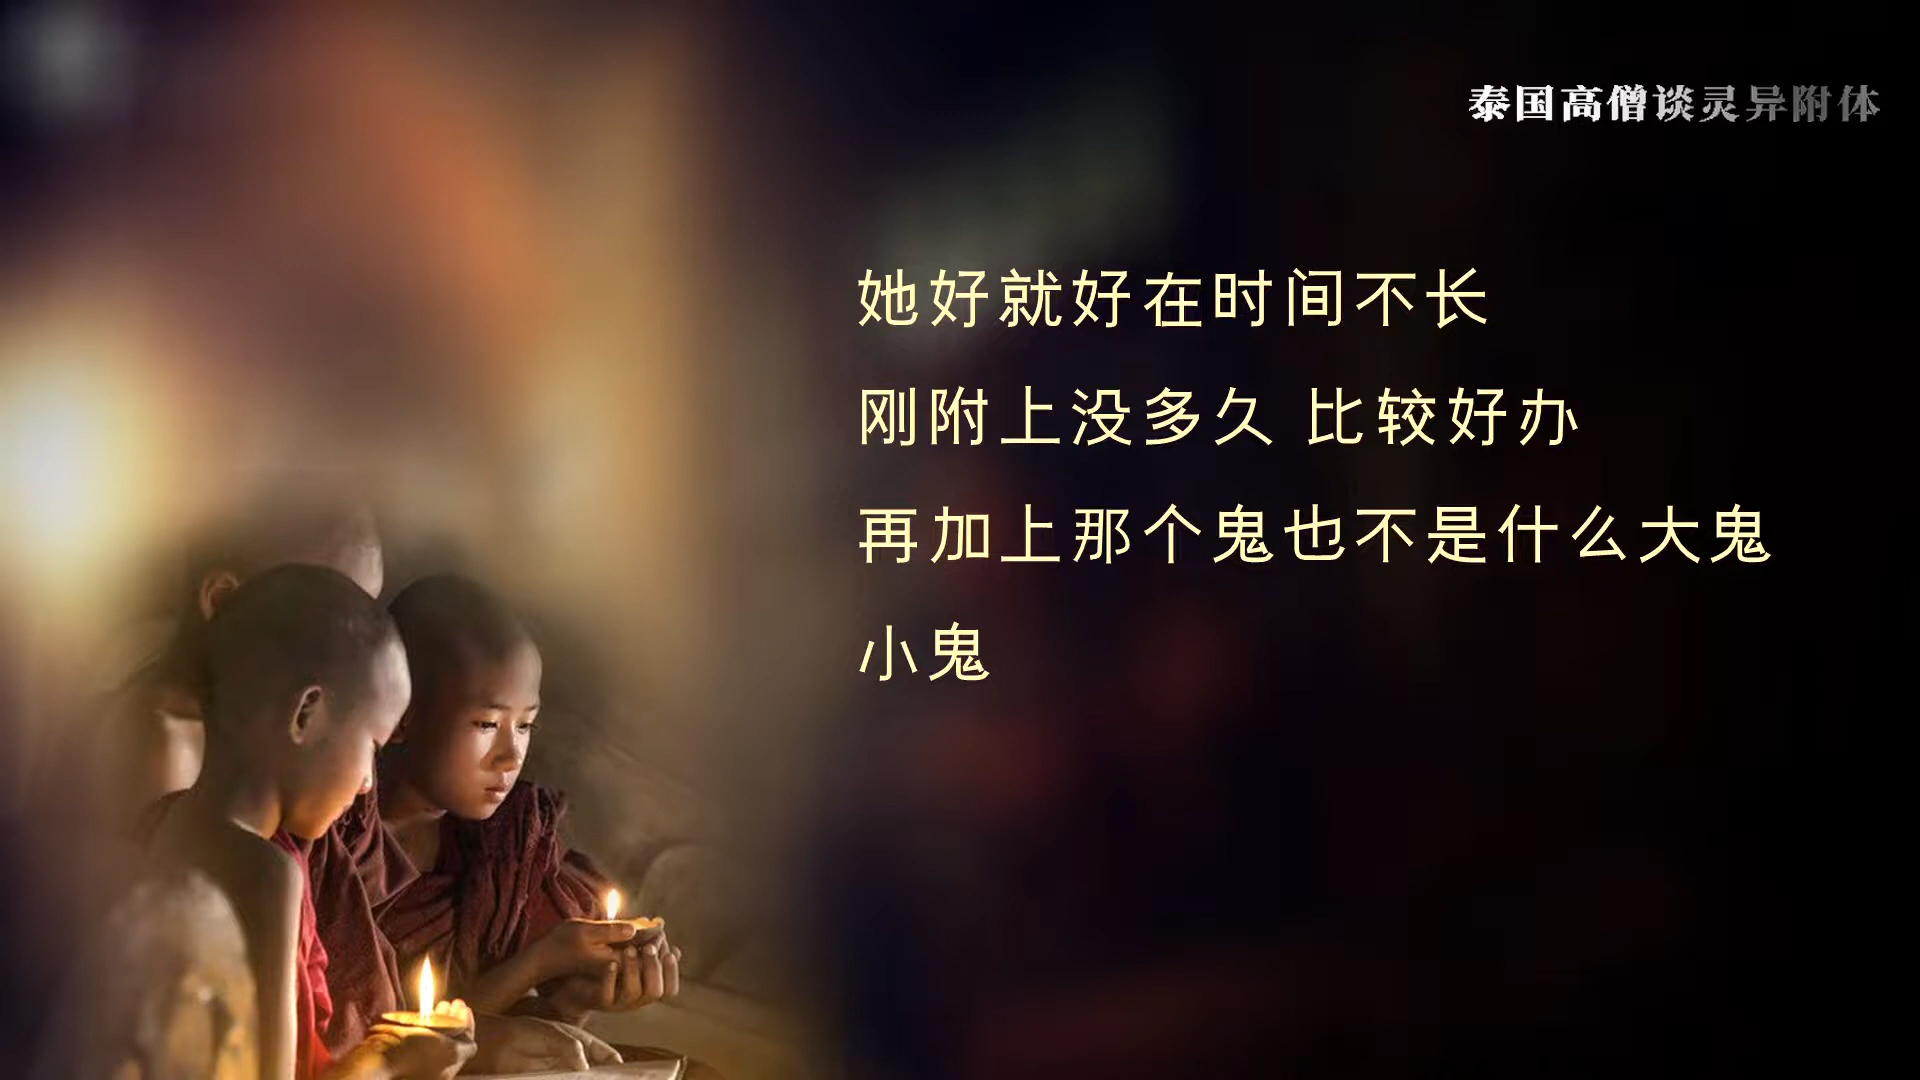 泰国高僧谈灵异附体
她好就好在时间不长
刚附上没多久 比较好办
再加上那个鬼也不是什么大鬼
小鬼